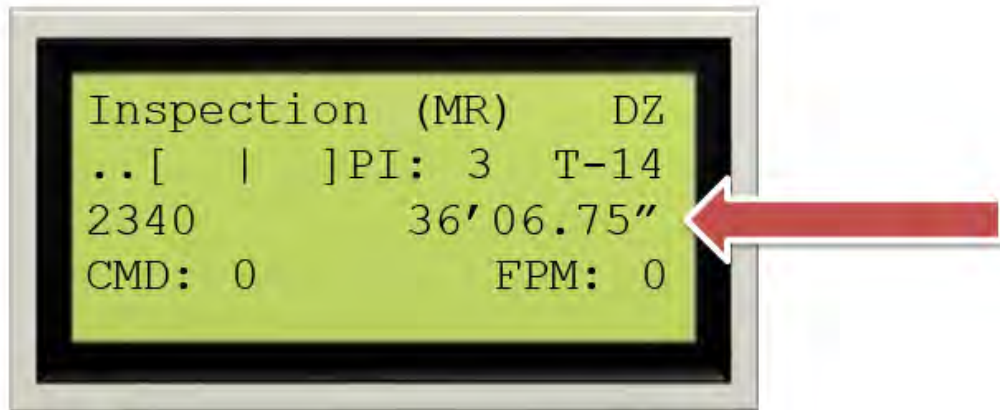 Inspection (MR) DZ
..[ | ]PI: 3 T-14
2340 36'06.75"
CMD: 0 FPM: 0